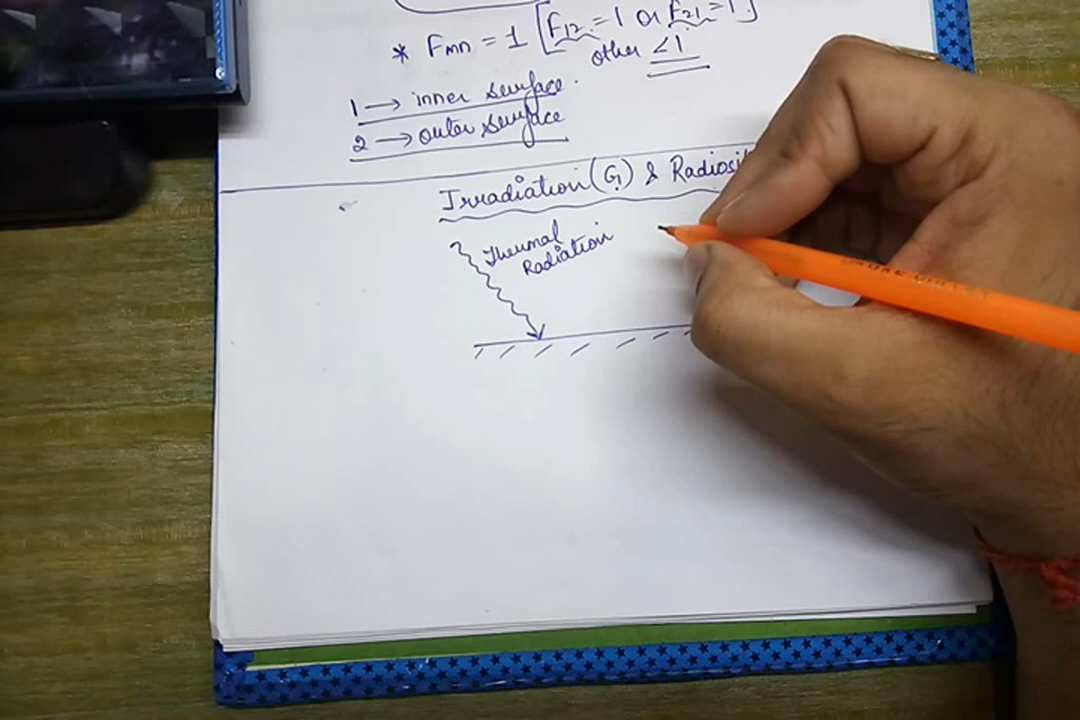 * Fmn = 1 [F12 = 1 or F21 = 1]
other < 1
1 → inner surface.
2 → outer surface
Irradiation (G) & Radiosi
Thermal
Radiation